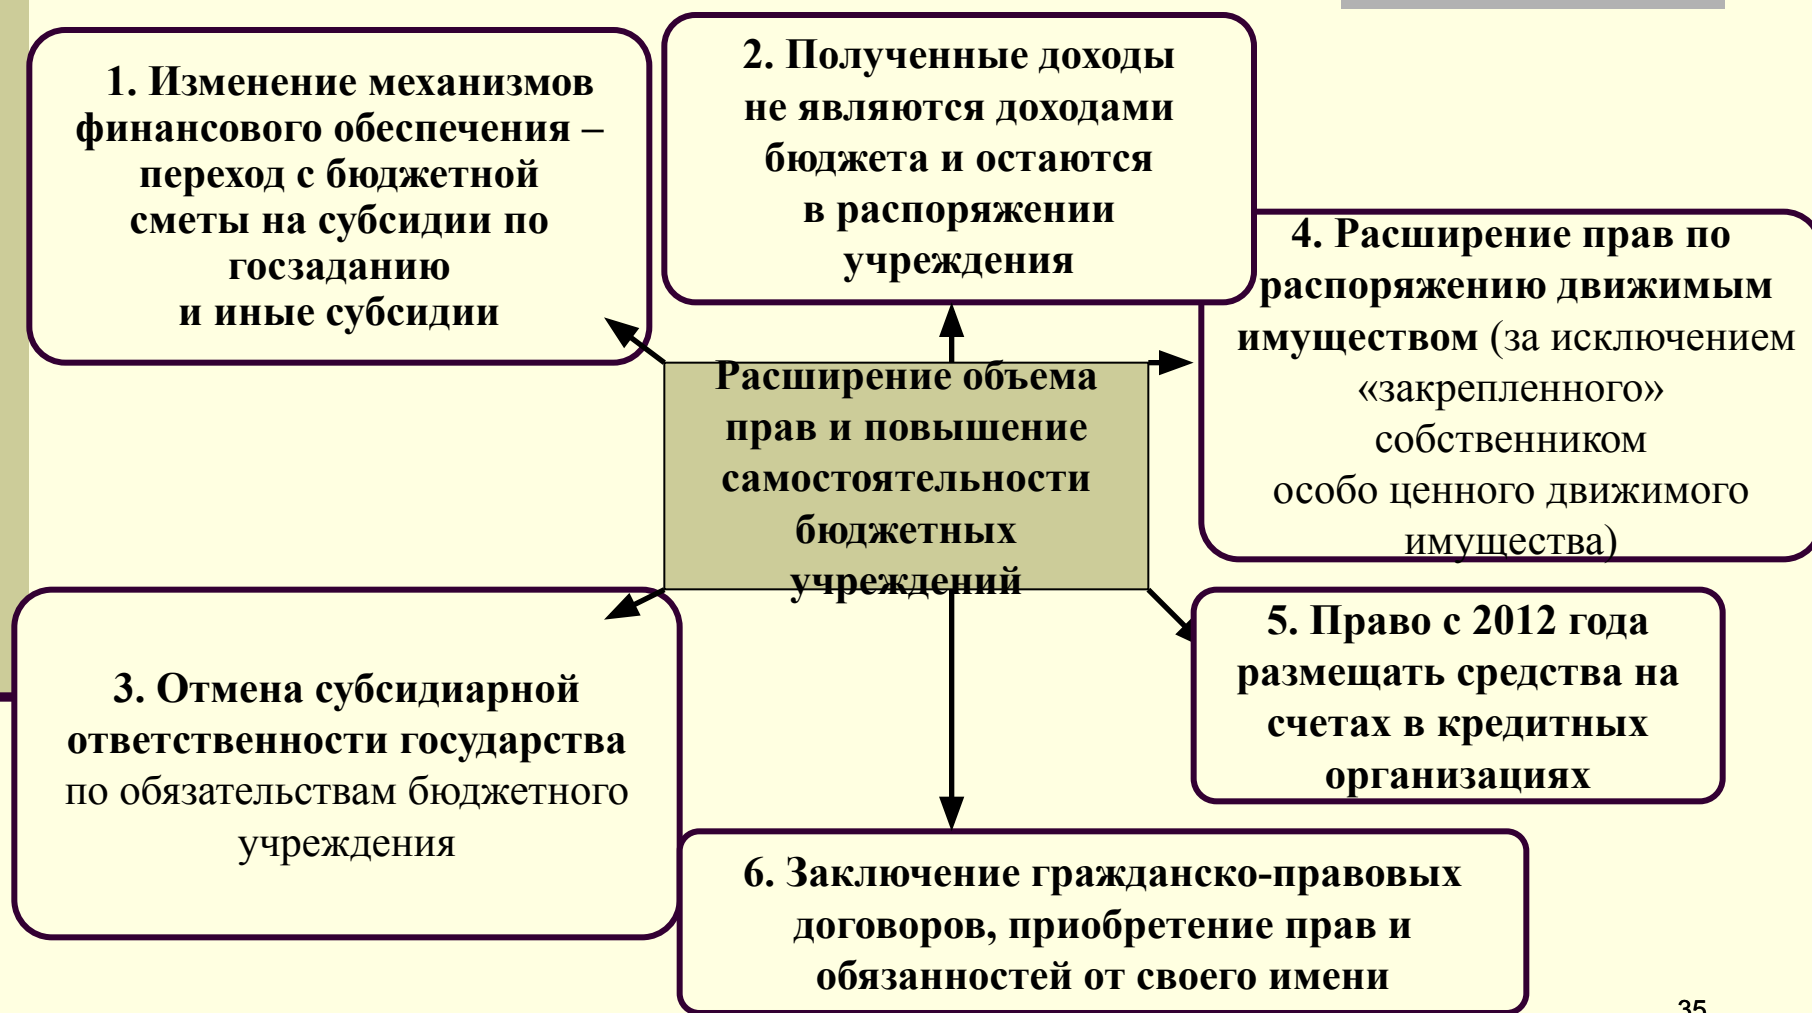 1. Изменение механизмов
финансового обеспечения –
переход с бюджетной
сметы на субсидии по
госзаданию
и иные субсидии
2. Полученные доходы
не являются доходами
бюджета и остаются
в распоряжении
учреждения
4. Расширение прав по
распоряжению движимым
имуществом (за исключением
«закрепленного»
собственником
особо ценного движимого
имущества)
Расширение объема
прав и повышение
самостоятельности
бюджетных
учреждений
3. Отмена субсидиарной
ответственности государства
по обязательствам бюджетного
учреждения
5. Право с 2012 года
размещать средства на
счетах в кредитных
организациях
6. Заключение гражданско-правовых
договоров, приобретение прав и
обязанностей от своего имени
35